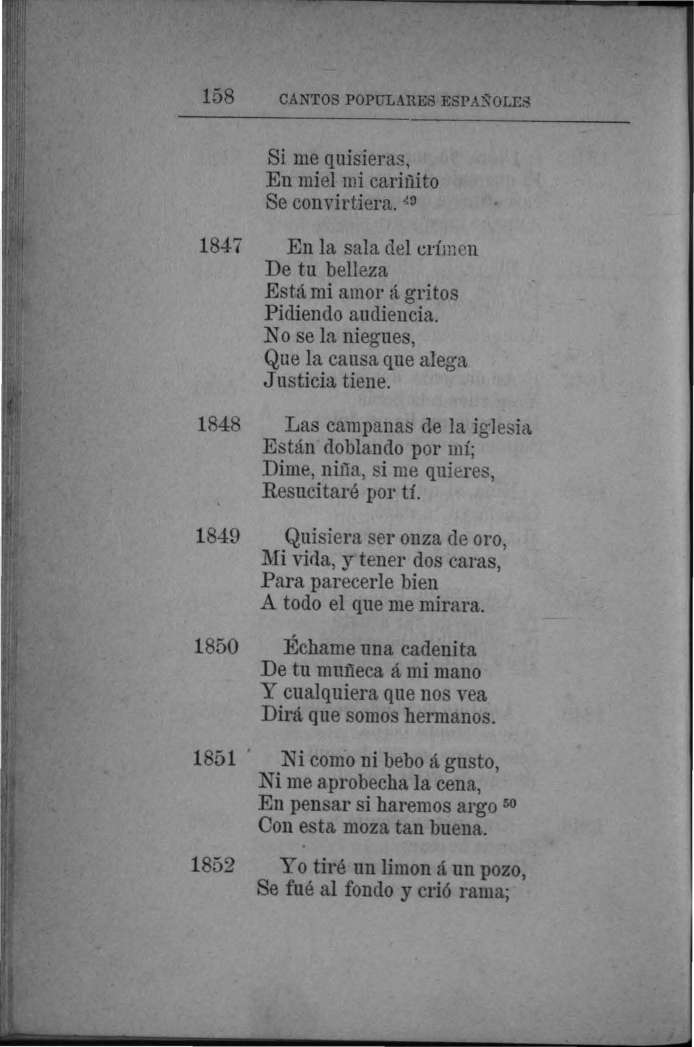 158 CANTOS POPULARES ESPAÑOLES
Si me quisieras,
En miel mi cariñito
Se convirtiera. 49
1847 En la sala del crímen
De tu belleza
Está mi amor á gritos
Pidiendo audiencia.
No se la niegues,
Que la causa que alega
Justicia tiene.
1848 Las campanas de la iglesia
Están doblando por mí;
Dime, niña, si me quieres,
Resucitaré por tí.
1849 Quisiera ser onza de oro,
Mi vida, y tener dos caras,
Para parecerle bien
A todo el que me mirara.
1850 Échame una cadenita
De tu muñeca á mi mano
Y cualquiera que nos vea
Dirá que somos hermanos.
1851 Ni como ni bebo á gusto,
Ni me aprobecha la cena,
En pensar si haremos argo 50
Con esta moza tan buena.
1852 Yo tiré un limon á un pozo,
Se fué al fondo y crió rama;